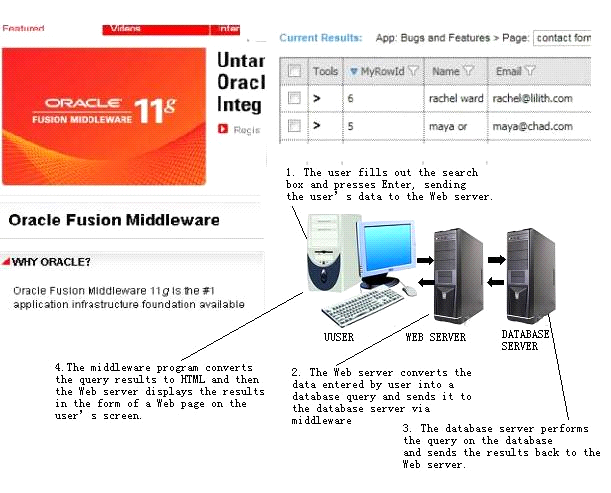 Featured
Videos
Inter
ORACLE
FUSION MIDDLEWARE 11g
Untar
Oracl
Integ
Regis
Oracle Fusion Middleware
WHY ORACLE?
Oracle Fusion Middleware 11g is the #1
application infrastructure foundation available
Current Results: App: Bugs and Features > Page: contact form
Tools MyRowId Name Email
> 6 rachel ward rachel@lilith.com
> 5 maya or maya@chad.com
1. The user fills out the search
box and presses Enter, sending
the user's data to the Web server.
UUSER
WEB SERVER
DATABASE
SERVER
4.The middleware program converts
the query results to HTML and then
the Web server displays the results
in the form of a Web page on the
user's screen.
2. The Web server converts the
data entered by user into a
database query and sends it to
the database server via
middleware
3. The database server performs
the query on the database
and sends the results back to the
Web server.